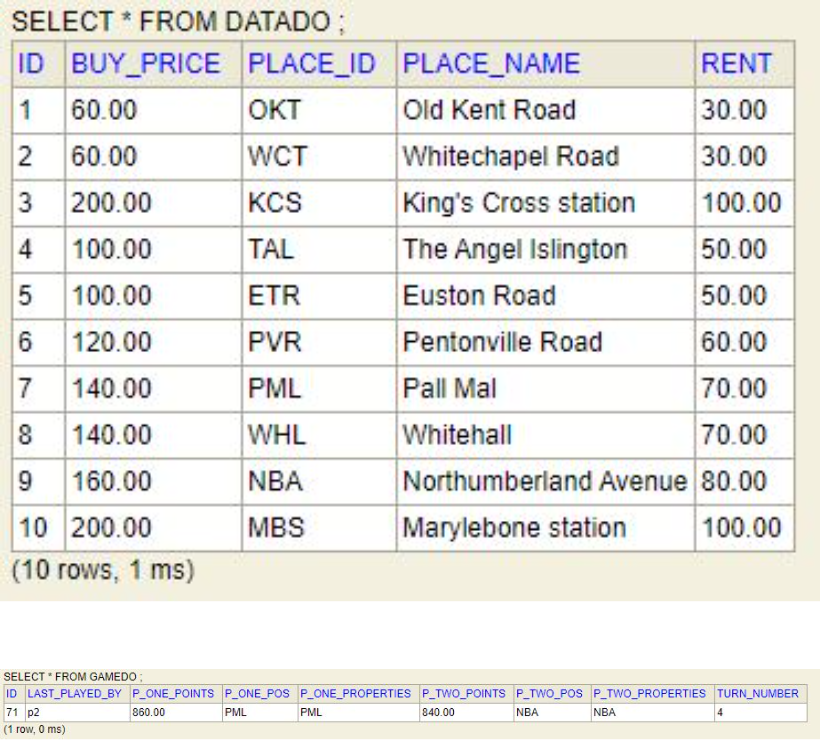 SELECT * FROM DATADO ;
ID BUY_PRICE PLACE_ID PLACE_NAME RENT
1 60.00 OKT Old Kent Road 30.00
2 60.00 WCT Whitechapel Road 30.00
3 200.00 KCS King's Cross station 100.00
4 100.00 TAL The Angel Islington 50.00
5 100.00 ETR Euston Road 50.00
6 120.00 PVR Pentonville Road 60.00
7 140.00 PML Pall Mal 70.00
8 140.00 WHL Whitehall 70.00
9 160.00 NBA Northumberland Avenue 80.00
10 200.00 MBS Marylebone station 100.00
(10 rows, 1 ms)
SELECT * FROM GAMEDO ;
ID LAST_PLAYED_BY P_ONE_POINTS P_ONE_POS P_ONE_PROPERTIES P_TWO_POINTS P_TWO_POS P_TWO_PROPERTIES TURN_NUMBER
71 p2 860.00 PML PML 840.00 NBA NBA 4
(1 row, 0 ms)